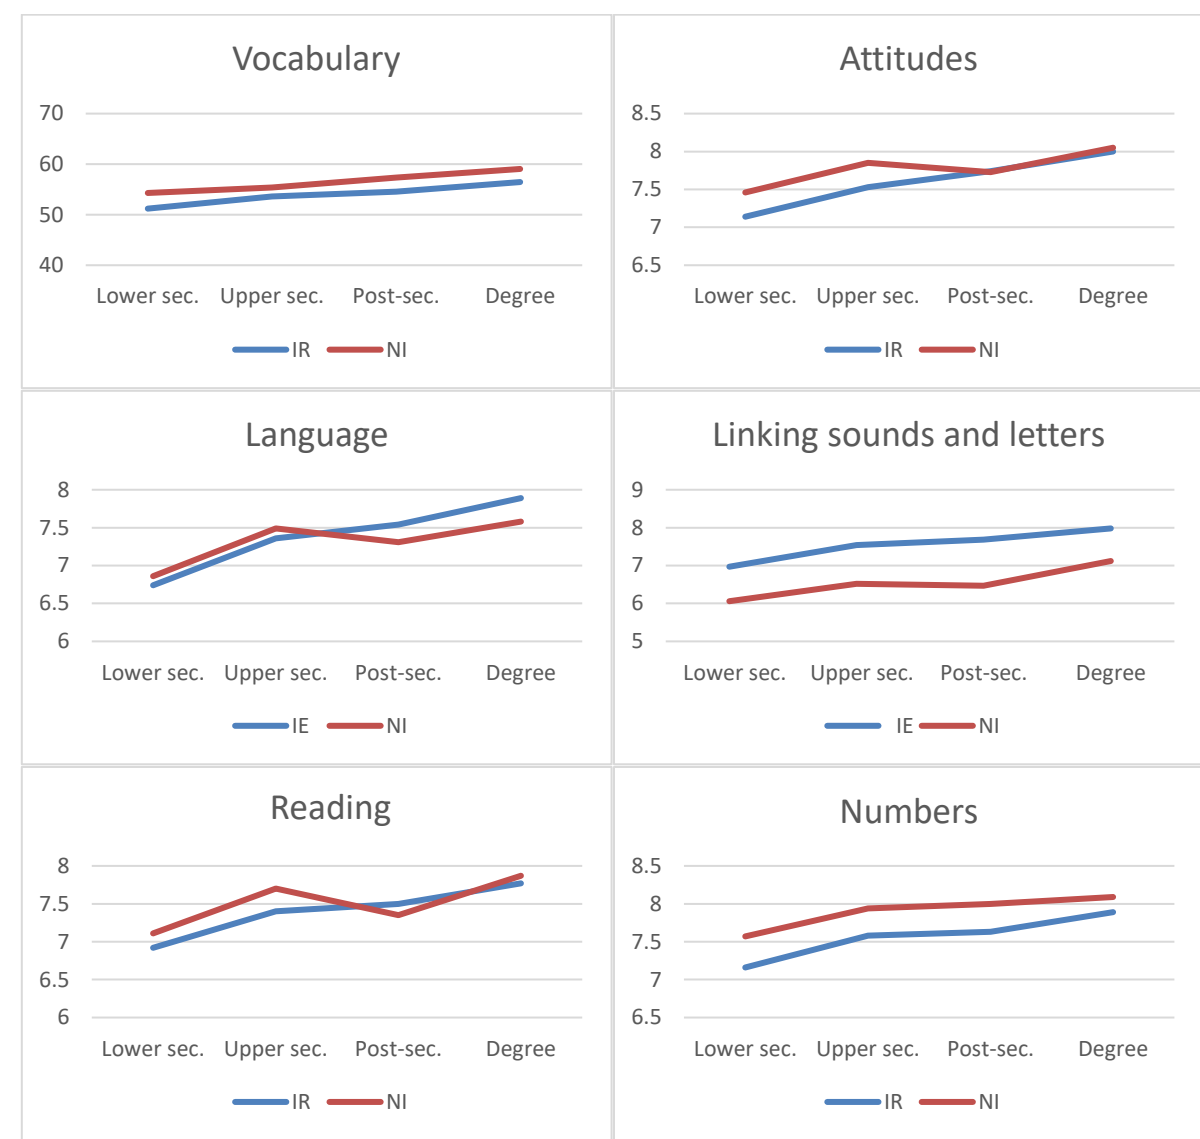 Vocabulary
70
60
50
40
Lower sec. Upper sec. Post-sec. Degree
IR NI
Attitudes
8.5
8
7.5
7
6.5
Lower sec. Upper sec. Post-sec. Degree
IR NI
Language
8
7.5
7
6.5
6
Lower sec. Upper sec. Post-sec. Degree
IE NI
Linking sounds and letters
9
8
7
6
5
Lower sec. Upper sec. Post-sec. Degree
IE NI
Reading
8
7.5
7
6.5
6
Lower sec. Upper sec. Post-sec. Degree
IR NI
Numbers
8.5
8
7.5
7
6.5
Lower sec. Upper sec. Post-sec. Degree
IR NI